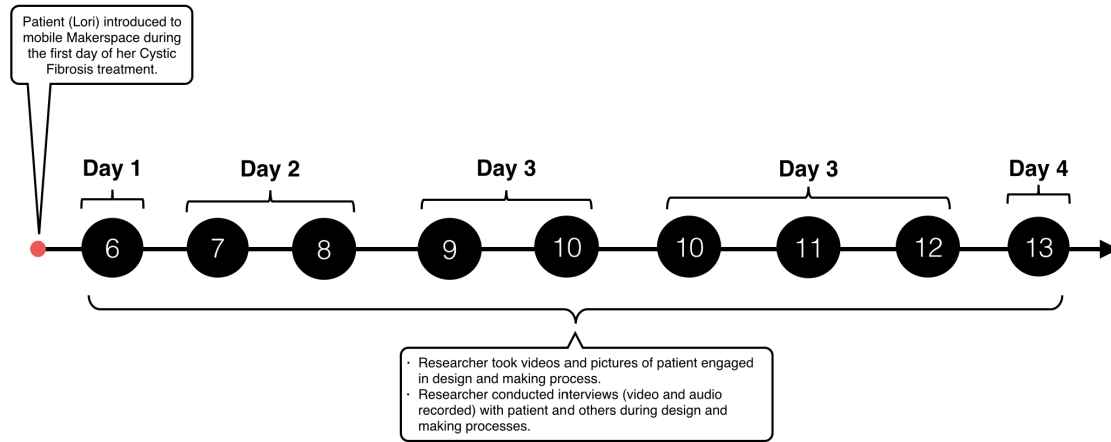 Patient (Lori) introduced to
mobile Makerspace during
the first day of her Cystic
Fibrosis treatment.
Day 1
Day 2
Day 3
Day 3
Day 4
6
7
8
9
10
10
11
12
13
· Researcher took videos and pictures of patient engaged
in design and making process.
· Researcher conducted interviews (video and audio
recorded) with patient and others during design and
making processes.